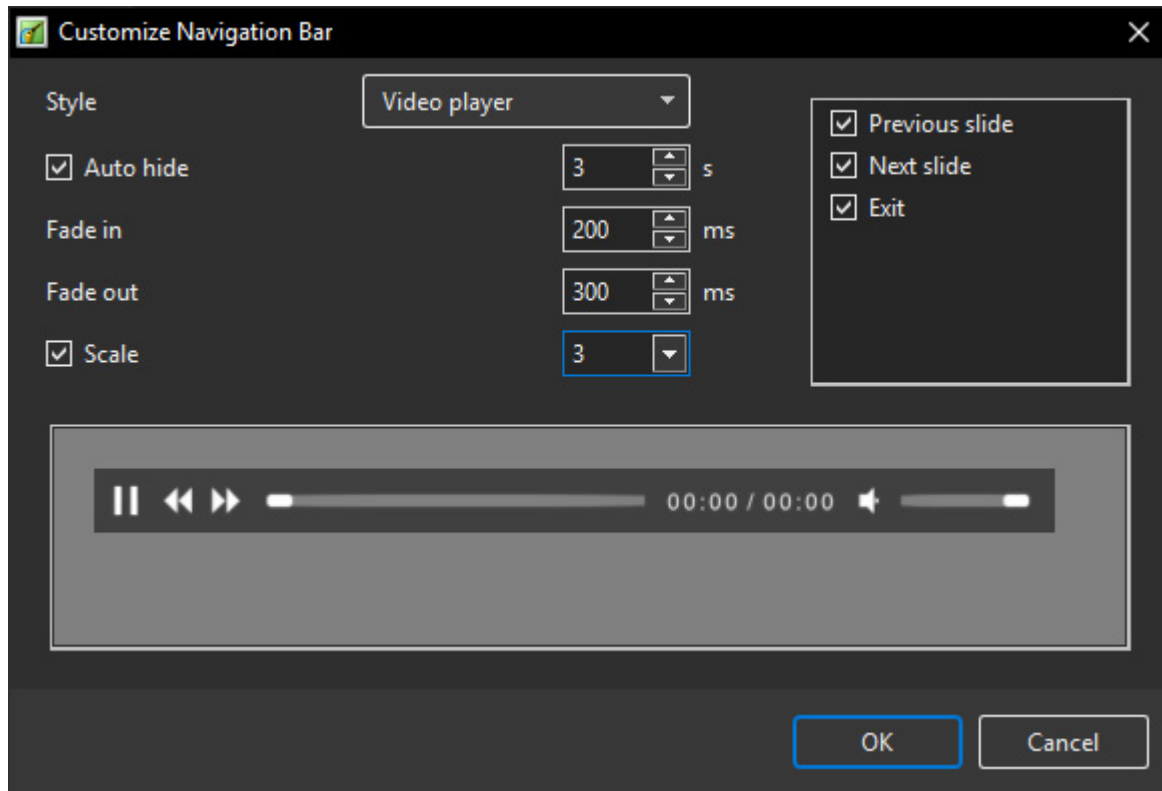 Customize Navigation Bar
Style
Video player
Auto hide
3
s
Fade in
200
ms
Fade out
300
ms
Scale
3
Previous slide
Next slide
Exit
00:00 / 00:00
OK
Cancel